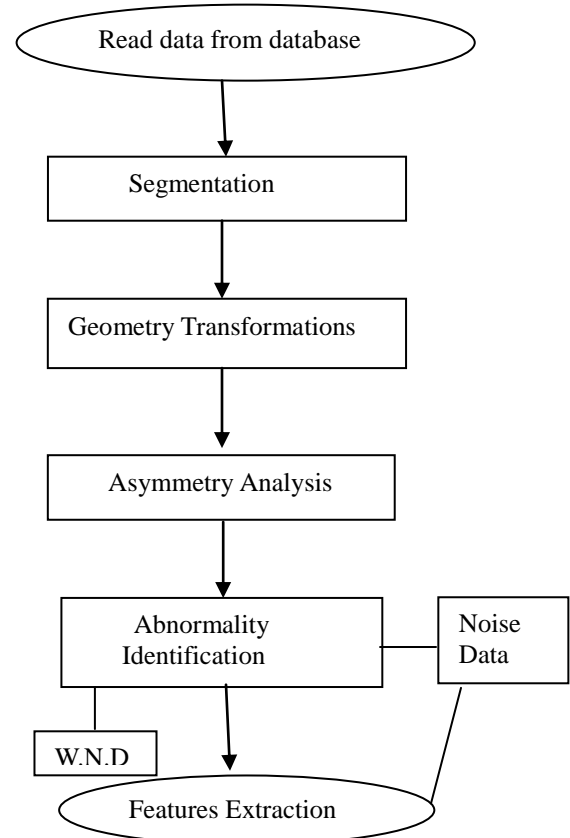 Read data from database
Segmentation
Geometry Transformations
Asymmetry Analysis
Abnormality
Identification
Noise
Data
W.N.D
Features Extraction